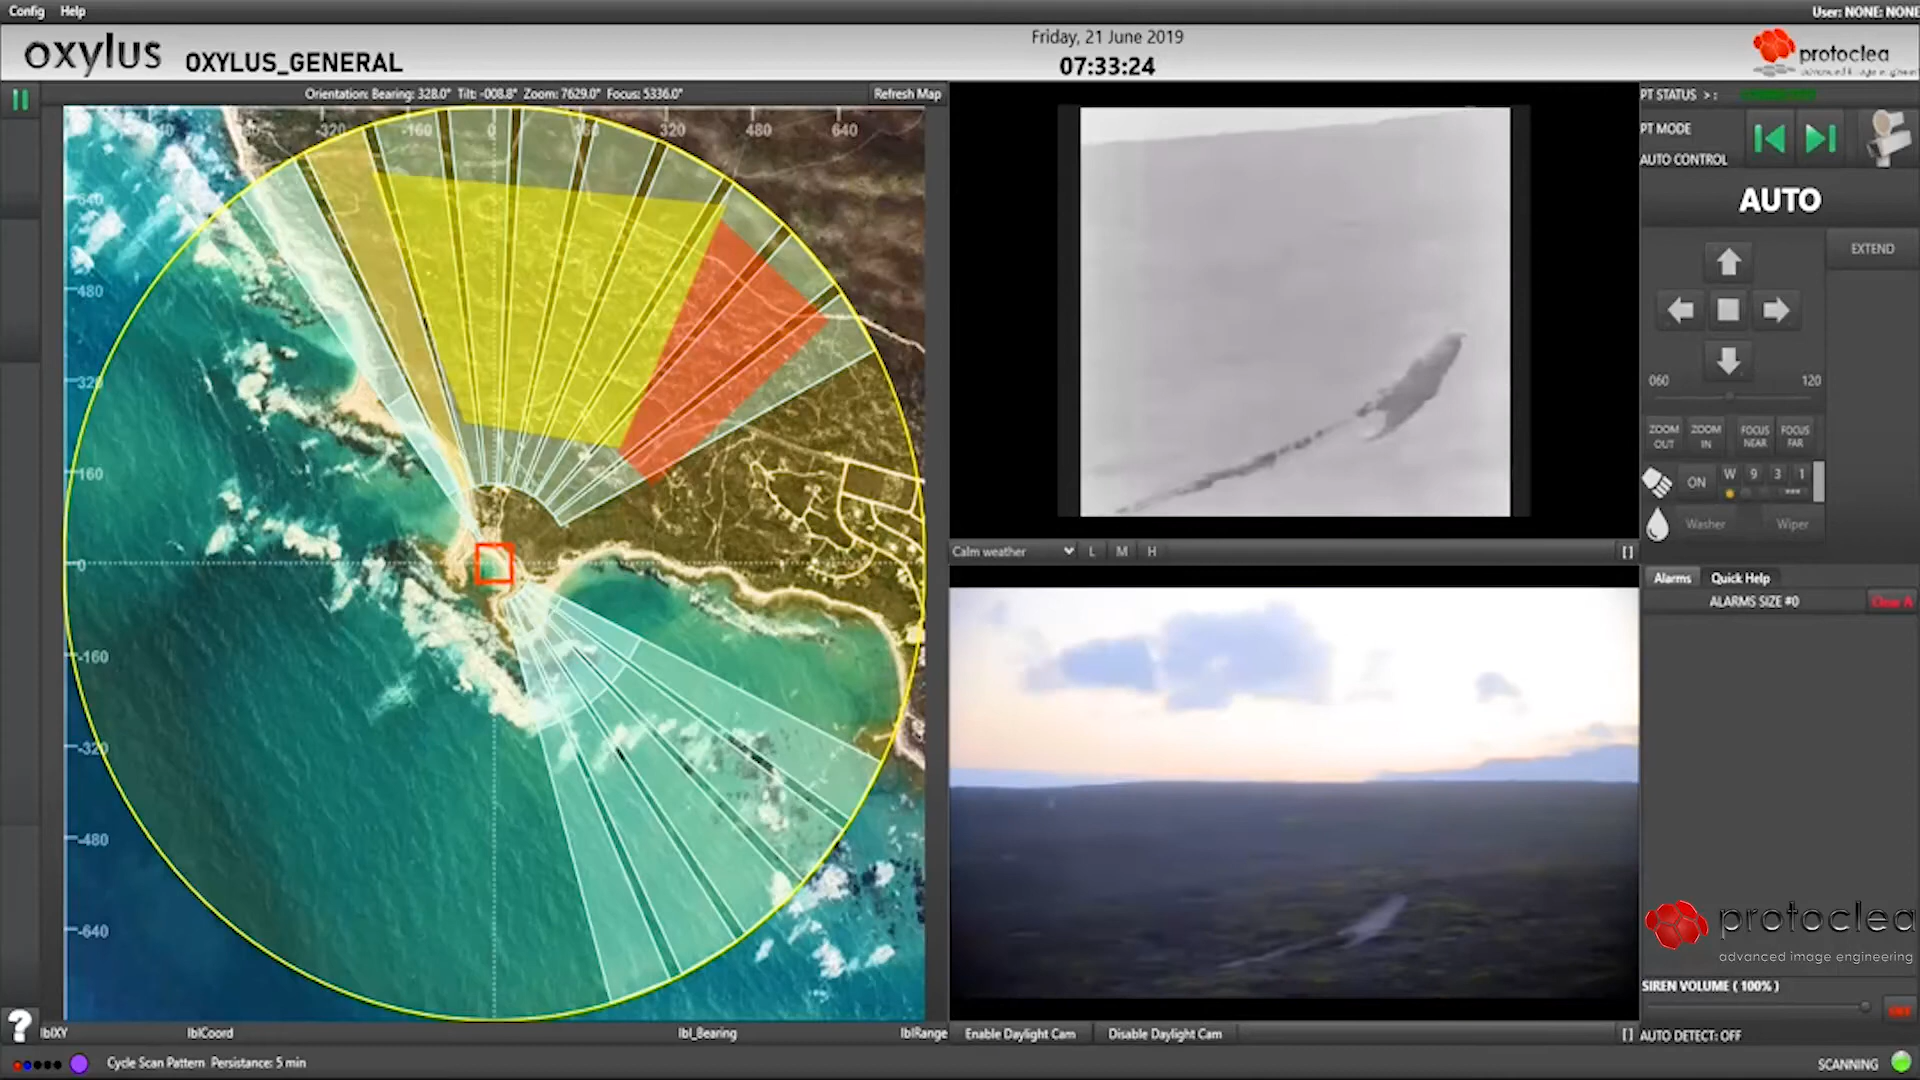 Config Help
User: NONE: NONE
oxylus OXYLUS_GENERAL
Friday, 21 June 2019
07:33:24
protoclea
Orientation: Bearing: 328.0° Tilt: -008.8° Zoom: 7629.0° Focus: 5336.0°
Refresh Map
-320 -160 0 160 320 480 640
640
480
320
160
0
-160
-320
-480
-640
PT STATUS > :
PT MODE
AUTO CONTROL
AUTO
EXTEND
060 120
ZOOM OUT
ZOOM IN
FOCUS NEAR
FOCUS FAR
ON W 9 3 1
Washer Wiper
Calm weather L M H []
Alarms Quick Help
ALARMS SIZE #0 Clear A
protoclea
advanced image engineering
SIREN VOLUME ( 100% )
AUTO DETECT: OFF
? lblXY lblCoord lbl_Bearing lblRange
Enable Daylight Cam Disable Daylight Cam []
Cycle Scan Pattern Persistance: 5 min
SCANNING